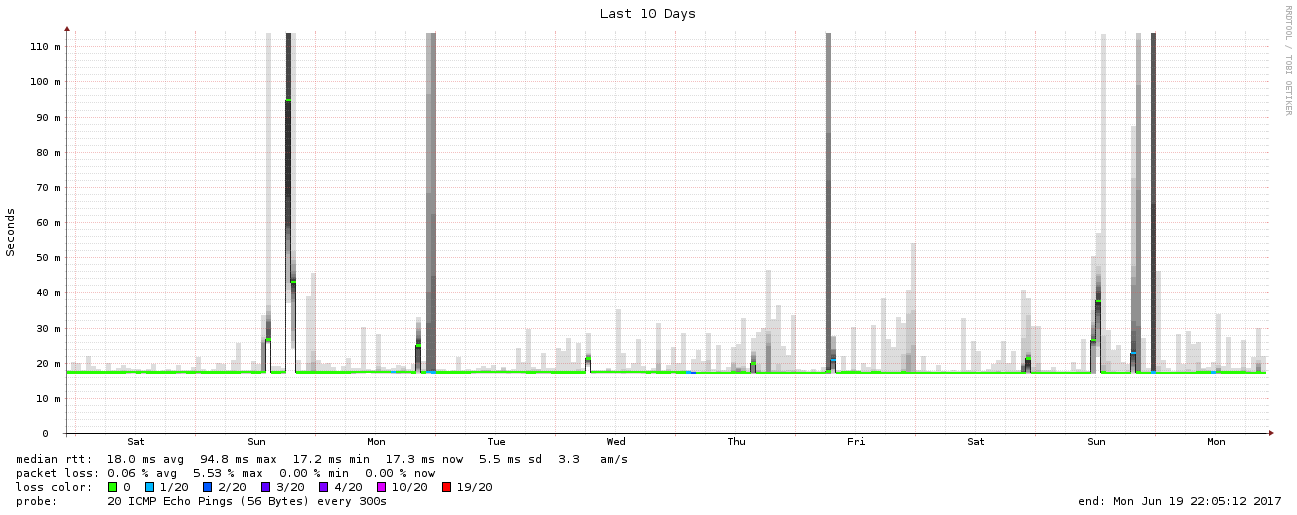 Last 10 Days
RRDTOOL / TOBI OETIKER
Seconds
110 m
100 m
90 m
80 m
70 m
60 m
50 m
40 m
30 m
20 m
10 m
0
Sat Sun Mon Tue Wed Thu Fri Sat Sun Mon
median rtt: 18.0 ms avg 94.8 ms max 17.2 ms min 17.3 ms now 5.5 ms sd 3.3 am/s
packet loss: 0.06 % avg 5.53 % max 0.00 % min 0.00 % now
loss color: 0 1/20 2/20 3/20 4/20 10/20 19/20
probe: 20 ICMP Echo Pings (56 Bytes) every 300s end: Mon Jun 19 22:05:12 2017